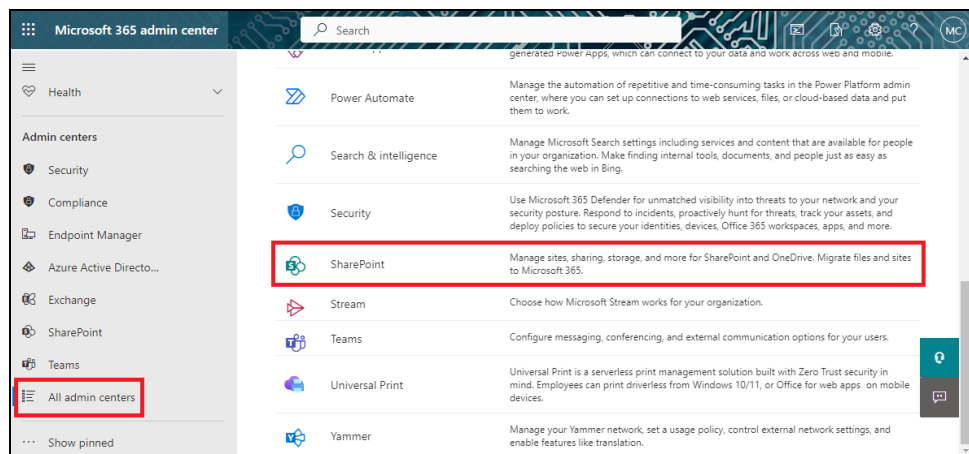 Microsoft 365 admin center
Search
?
MC
Health
Admin centers
Security
Compliance
Endpoint Manager
Azure Active Directo...
Exchange
SharePoint
Teams
All admin centers
Show pinned
generated Power Apps, which can connect to your data and work across web and mobile.
Power Automate
Manage the automation of repetitive and time-consuming tasks in the Power Platform admin
center, where you can set up connections to web services, files, or cloud-based data and put
them to work.
Search & intelligence
Manage Microsoft Search settings including services and content that are available for people
in your organization. Make finding internal tools, documents, and people just as easy as
searching the web in Bing.
Security
Use Microsoft 365 Defender for unmatched visibility into threats to your network and your
security posture. Respond to incidents, proactively hunt for threats, track your assets, and
deploy policies to secure your identities, devices, Office 365 workspaces, apps, and more.
SharePoint
Manage sites, sharing, storage, and more for SharePoint and OneDrive. Migrate files and sites
to Microsoft 365.
Stream
Choose how Microsoft Stream works for your organization.
Teams
Configure messaging, conferencing, and external communication options for your users.
Universal Print
Universal Print is a serverless print management solution built with Zero Trust security in
mind. Employees can print driverless from Windows 10/11, or Office for web apps on mobile
devices.
Yammer
Manage your Yammer network, set a usage policy, control external network settings, and
enable features like translation.